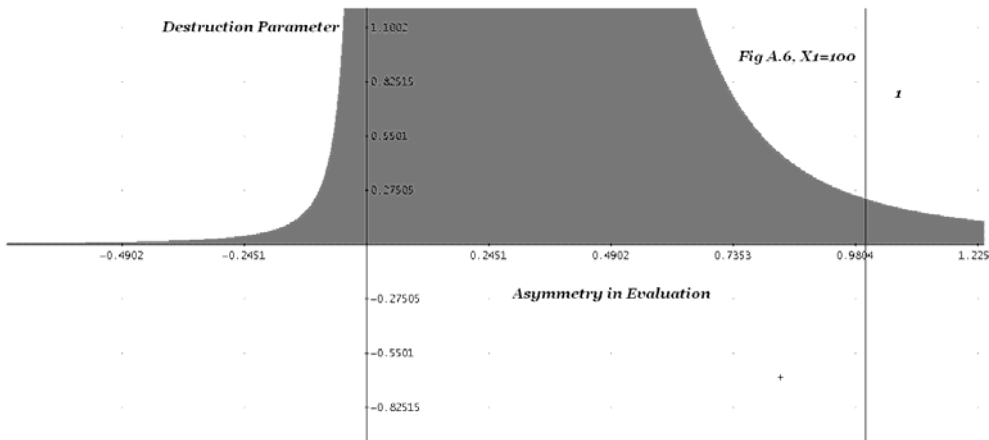 Destruction Parameter
1.1002
Fig A.6, X1=100
0.82515
1
0.5501
0.27505
-0.4902 -0.2451 0.2451 0.4902 0.7353 0.9804 1.225
-0.27505
Asymmetry in Evaluation
-0.5501
-0.82515